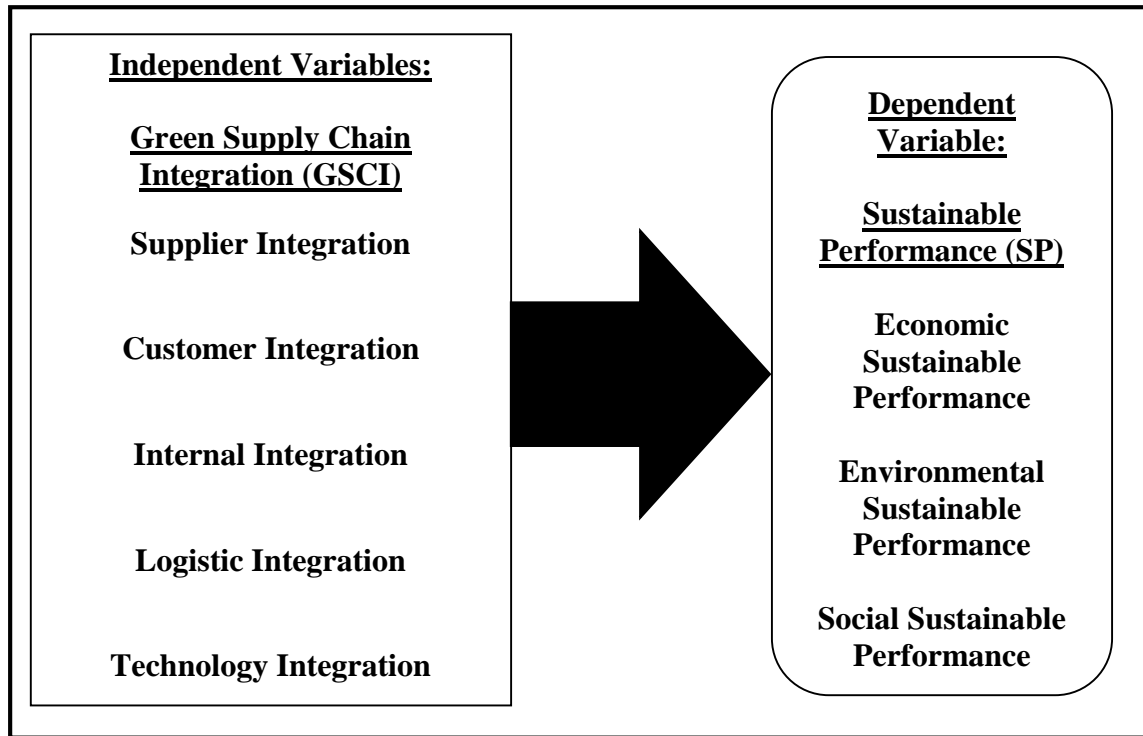 Independent Variables:
Green Supply Chain
Integration (GSCI)
Supplier Integration
Customer Integration
Internal Integration
Logistic Integration
Technology Integration
Dependent
Variable:
Sustainable
Performance (SP)
Economic
Sustainable
Performance
Environmental
Sustainable
Performance
Social Sustainable
Performance